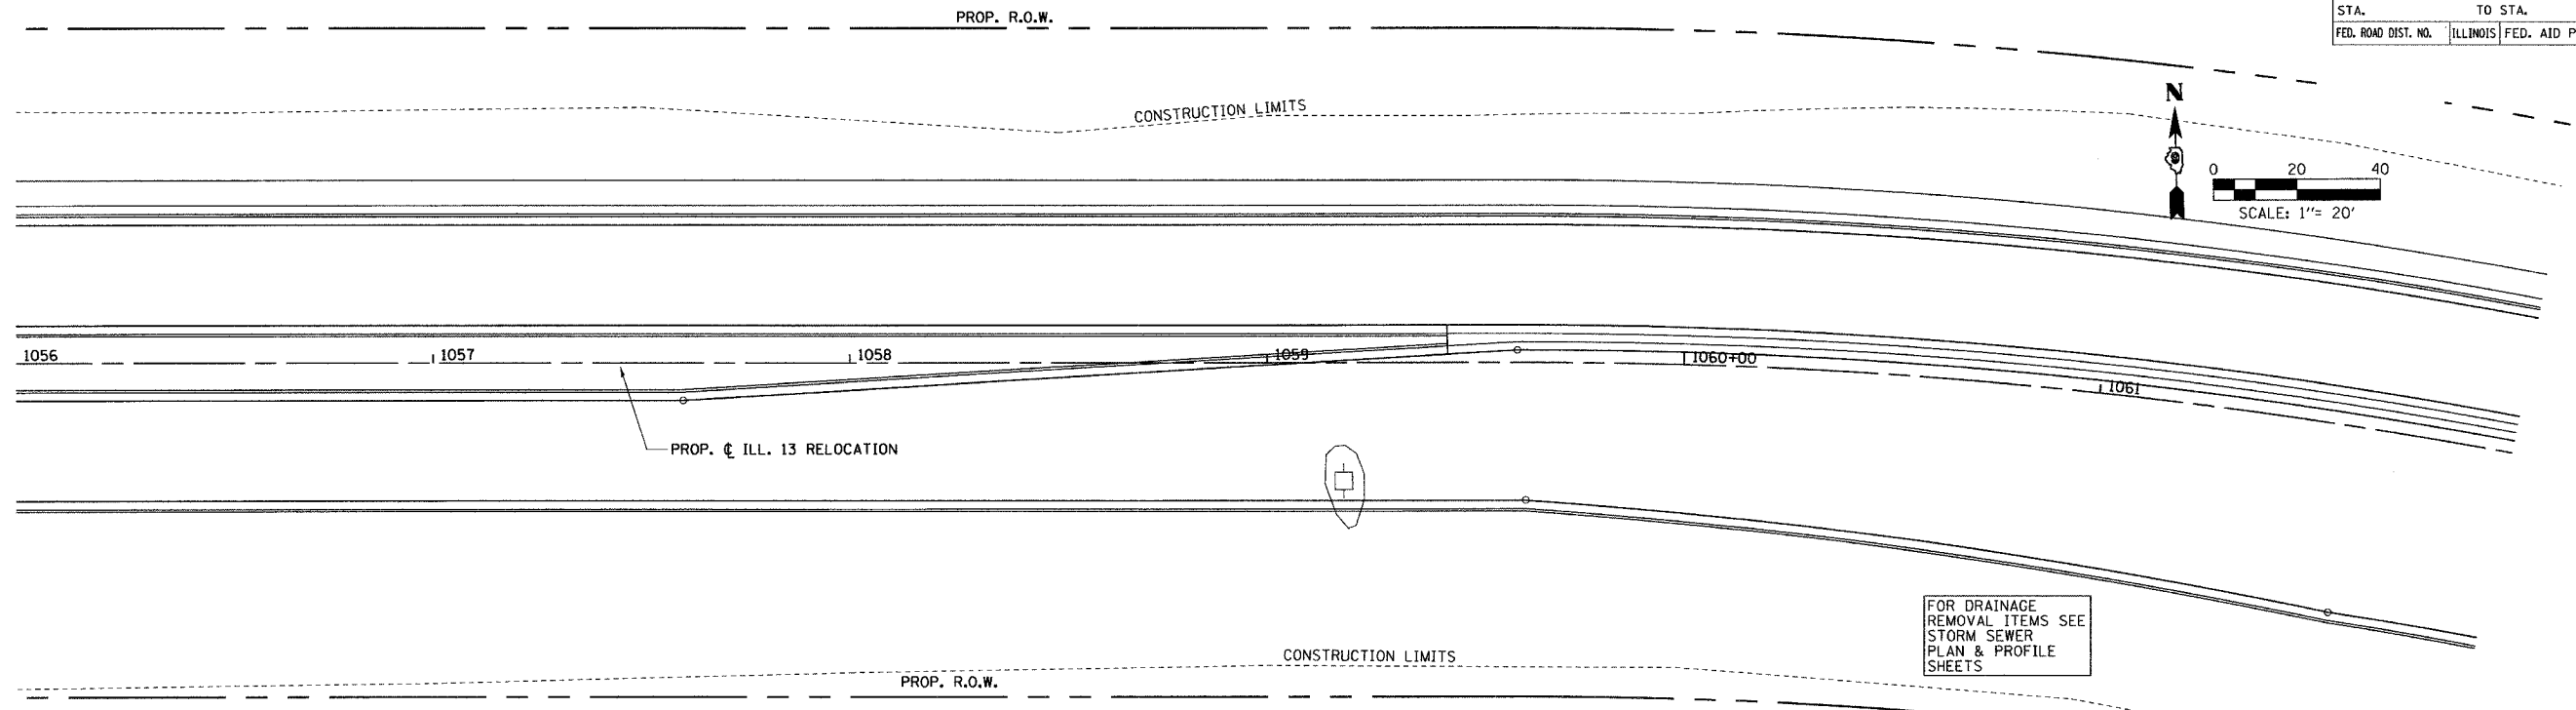 PROP. R.O.W.
STA. TO STA.
FED. ROAD DIST. NO. ILLINOIS FED. AID P
CONSTRUCTION LIMITS
N
0 20 40
SCALE: 1"= 20'
1056 1057 1058 1059 1060+00 1061
PROP. ℄ ILL. 13 RELOCATION
FOR DRAINAGE
REMOVAL ITEMS SEE
STORM SEWER
PLAN & PROFILE
SHEETS
CONSTRUCTION LIMITS
PROP. R.O.W.